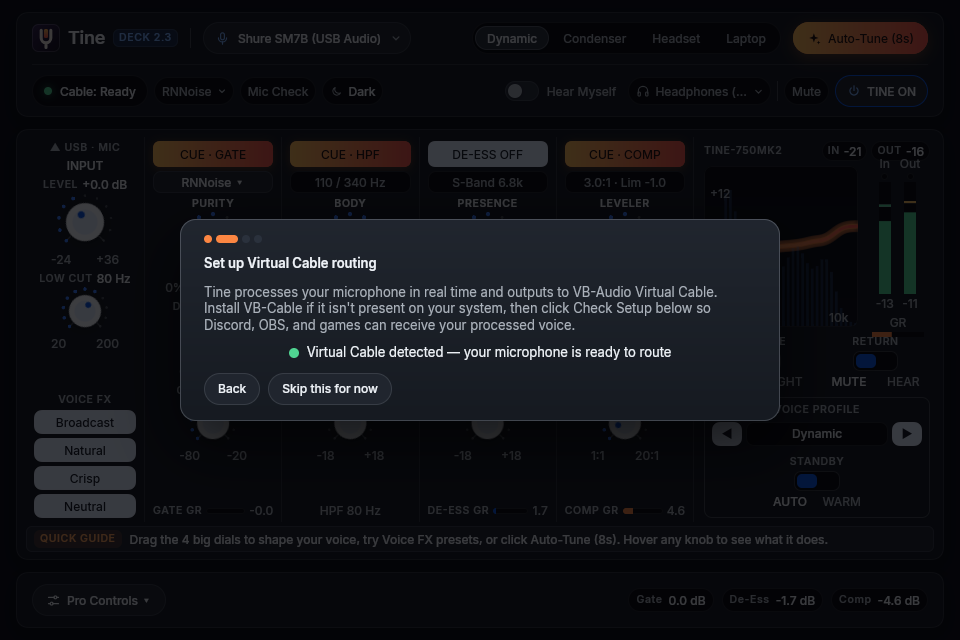 Tine DECK 2.3 Shure SM7B (USB Audio) Dynamic Condenser Headset Laptop Auto-Tune (8s)
Cable: Ready RNNoise Mic Check Dark Hear Myself Headphones (... Mute TINE ON
USB · MIC
INPUT
LEVEL +0.0 dB
-24 +36
LOW CUT 80 Hz
20 200
VOICE FX
Broadcast
Natural
Crisp
Neutral
CUE · GATE CUE · HPF DE-ESS OFF CUE · COMP
RNNoise 110 / 340 Hz S-Band 6.8k 3.0:1 · Lim -1.0
PURITY BODY PRESENCE LEVELER
0%
-80 -20 -18 +18 -18 +18 1:1 20:1
GATE GR -0.0 HPF 80 Hz DE-ESS GR 1.7 COMP GR 4.6
TINE-750MK2 IN -21 OUT -16
In Out
+12
10k
-13 -11
GR
RETURN
MUTE HEAR
VOICE PROFILE
Dynamic
STANDBY
AUTO WARM
Set up Virtual Cable routing
Tine processes your microphone in real time and outputs to VB-Audio Virtual Cable.
Install VB-Cable if it isn't present on your system, then click Check Setup below so
Discord, OBS, and games can receive your processed voice.
Virtual Cable detected — your microphone is ready to route
Back Skip this for now
QUICK GUIDE Drag the 4 big dials to shape your voice, try Voice FX presets, or click Auto-Tune (8s). Hover any knob to see what it does.
Pro Controls Gate 0.0 dB De-Ess -1.7 dB Comp -4.6 dB